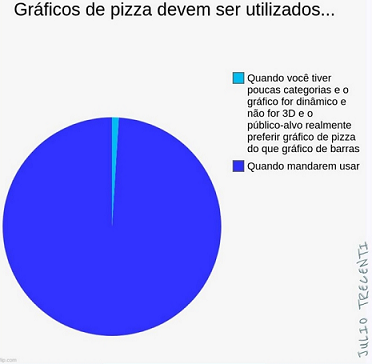 Gráficos de pizza devem ser utilizados...
Quando você tiver
poucas categorias e o
gráfico for dinâmico e
não for 3D e o
público-alvo realmente
preferir gráfico de pizza
do que gráfico de barras
Quando mandarem usar
JULIO TRECENTI